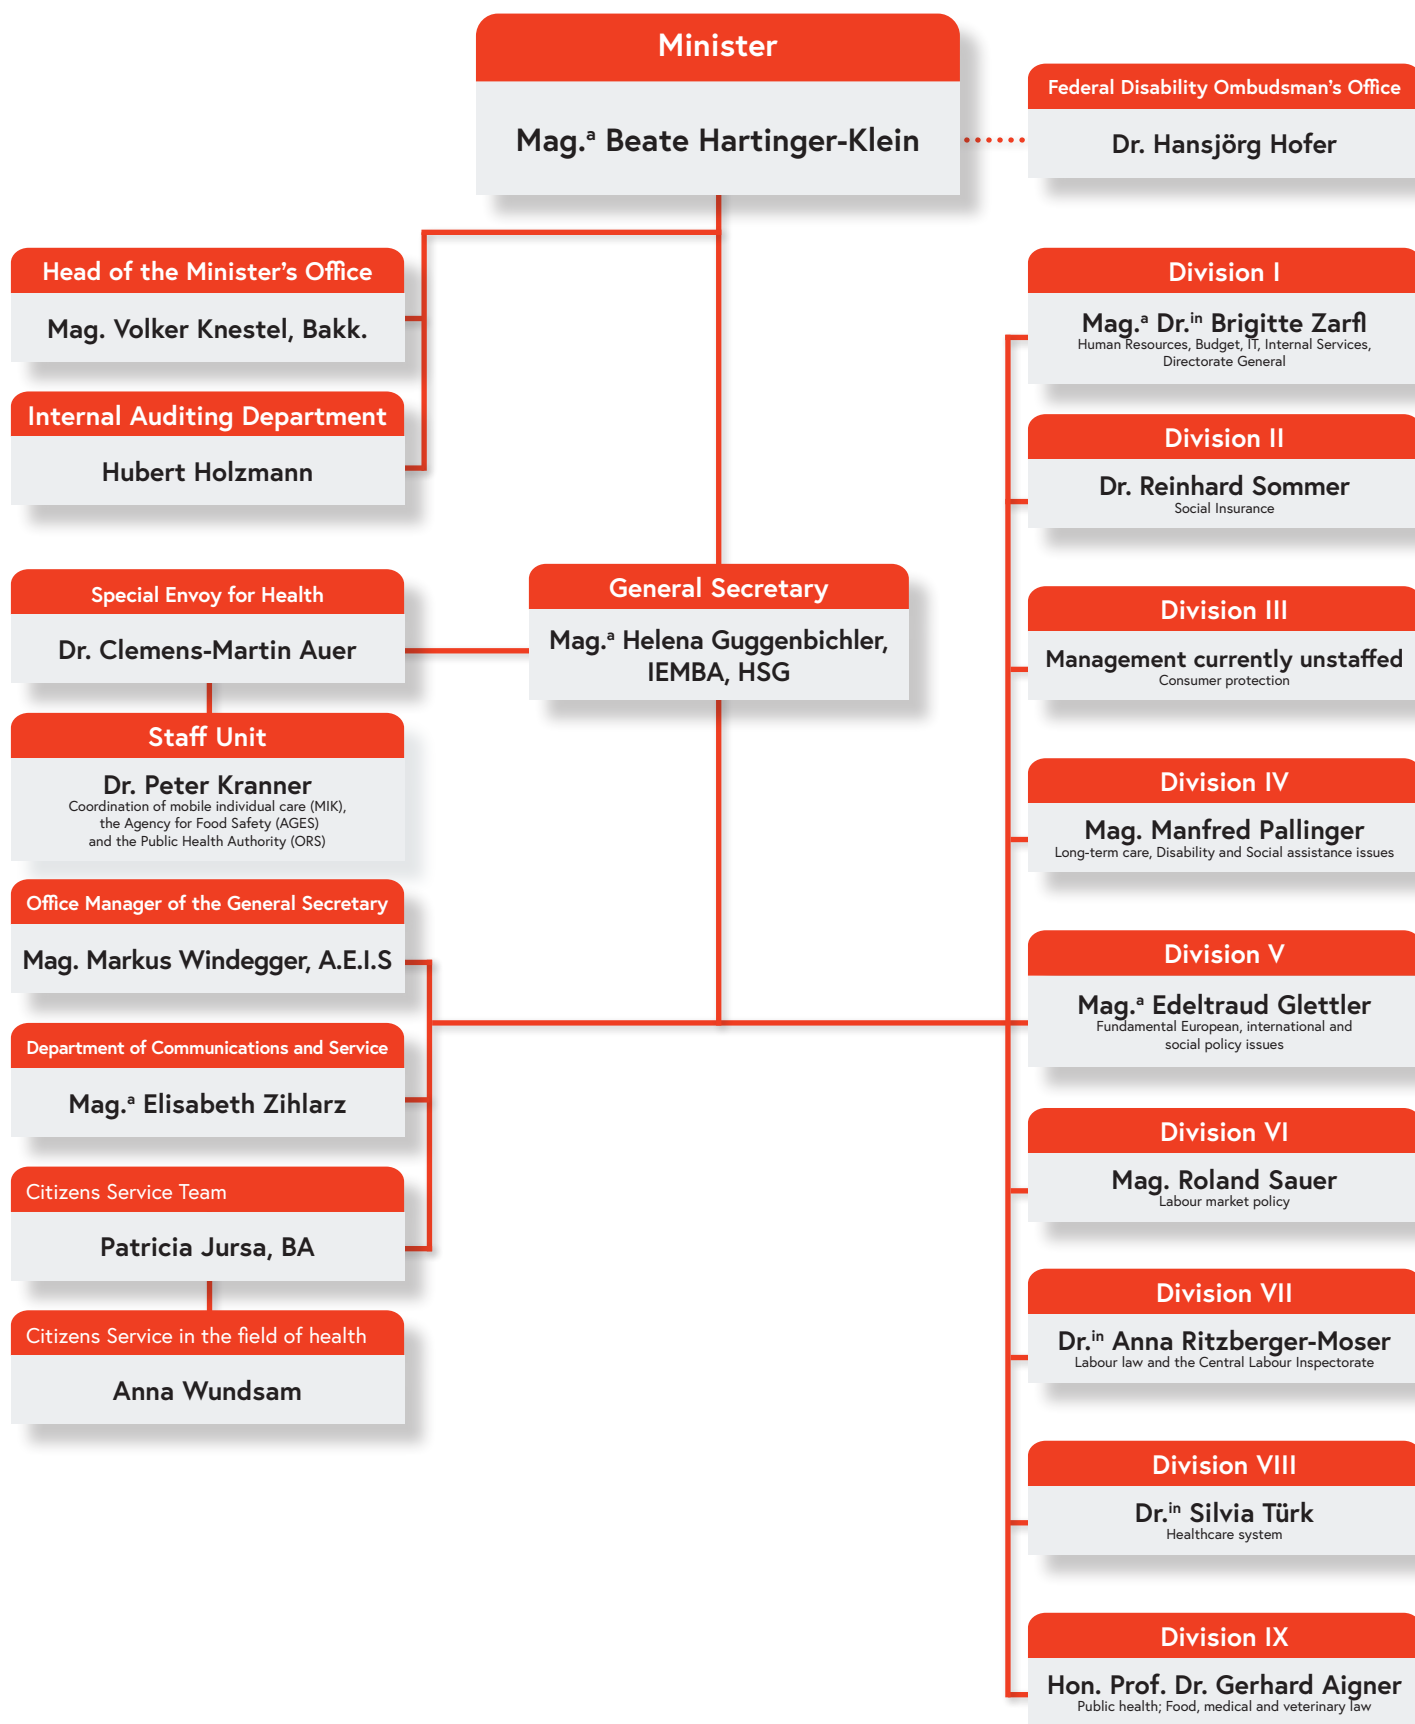 Minister
Mag.ª Beate Hartinger-Klein
Federal Disability Ombudsman's Office
Dr. Hansjörg Hofer
Head of the Minister's Office
Mag. Volker Knestel, Bakk.
Internal Auditing Department
Hubert Holzmann
Special Envoy for Health
Dr. Clemens-Martin Auer
Staff Unit
Dr. Peter Kranner
Coordination of mobile individual care (MIK),
the Agency for Food Safety (AGES)
and the Public Health Authority (ORS)
General Secretary
Mag.ª Helena Guggenbichler,
IEMBA, HSG
Office Manager of the General Secretary
Mag. Markus Windegger, A.E.I.S
Department of Communications and Service
Mag.ª Elisabeth Zihlarz
Citizens Service Team
Patricia Jursa, BA
Citizens Service in the field of health
Anna Wundsam
Division I
Mag.ª Dr.ⁱⁿ Brigitte Zarfl
Human Resources, Budget, IT, Internal Services,
Directorate General
Division II
Dr. Reinhard Sommer
Social Insurance
Division III
Management currently unstaffed
Consumer protection
Division IV
Mag. Manfred Pallinger
Long-term care, Disability and Social assistance issues
Division V
Mag.ª Edeltraud Glettler
Fundamental European, international and
social policy issues
Division VI
Mag. Roland Sauer
Labour market policy
Division VII
Dr.ⁱⁿ Anna Ritzberger-Moser
Labour law and the Central Labour Inspectorate
Division VIII
Dr.ⁱⁿ Silvia Türk
Healthcare system
Division IX
Hon. Prof. Dr. Gerhard Aigner
Public health; Food, medical and veterinary law